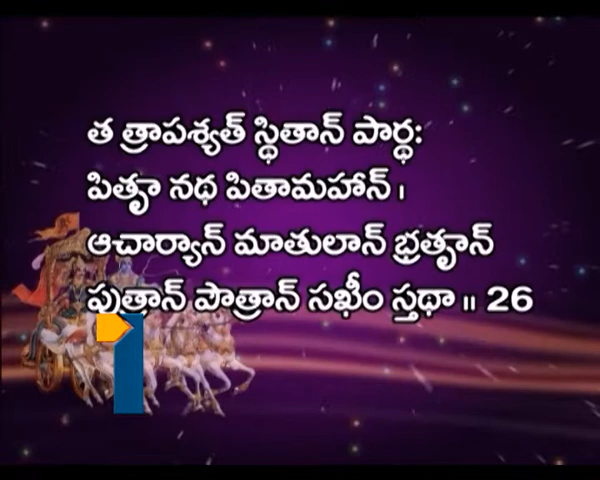 త త్రాపశ్యత్ స్థితాన్ పార్థ:
పితౄ నథ పితామహాన్ ।
ఆచార్యాన్ మాతులాన్ భ్రతౄన్
పుత్రాన్ పౌత్రాన్ సఖీం స్తథా ॥ 26